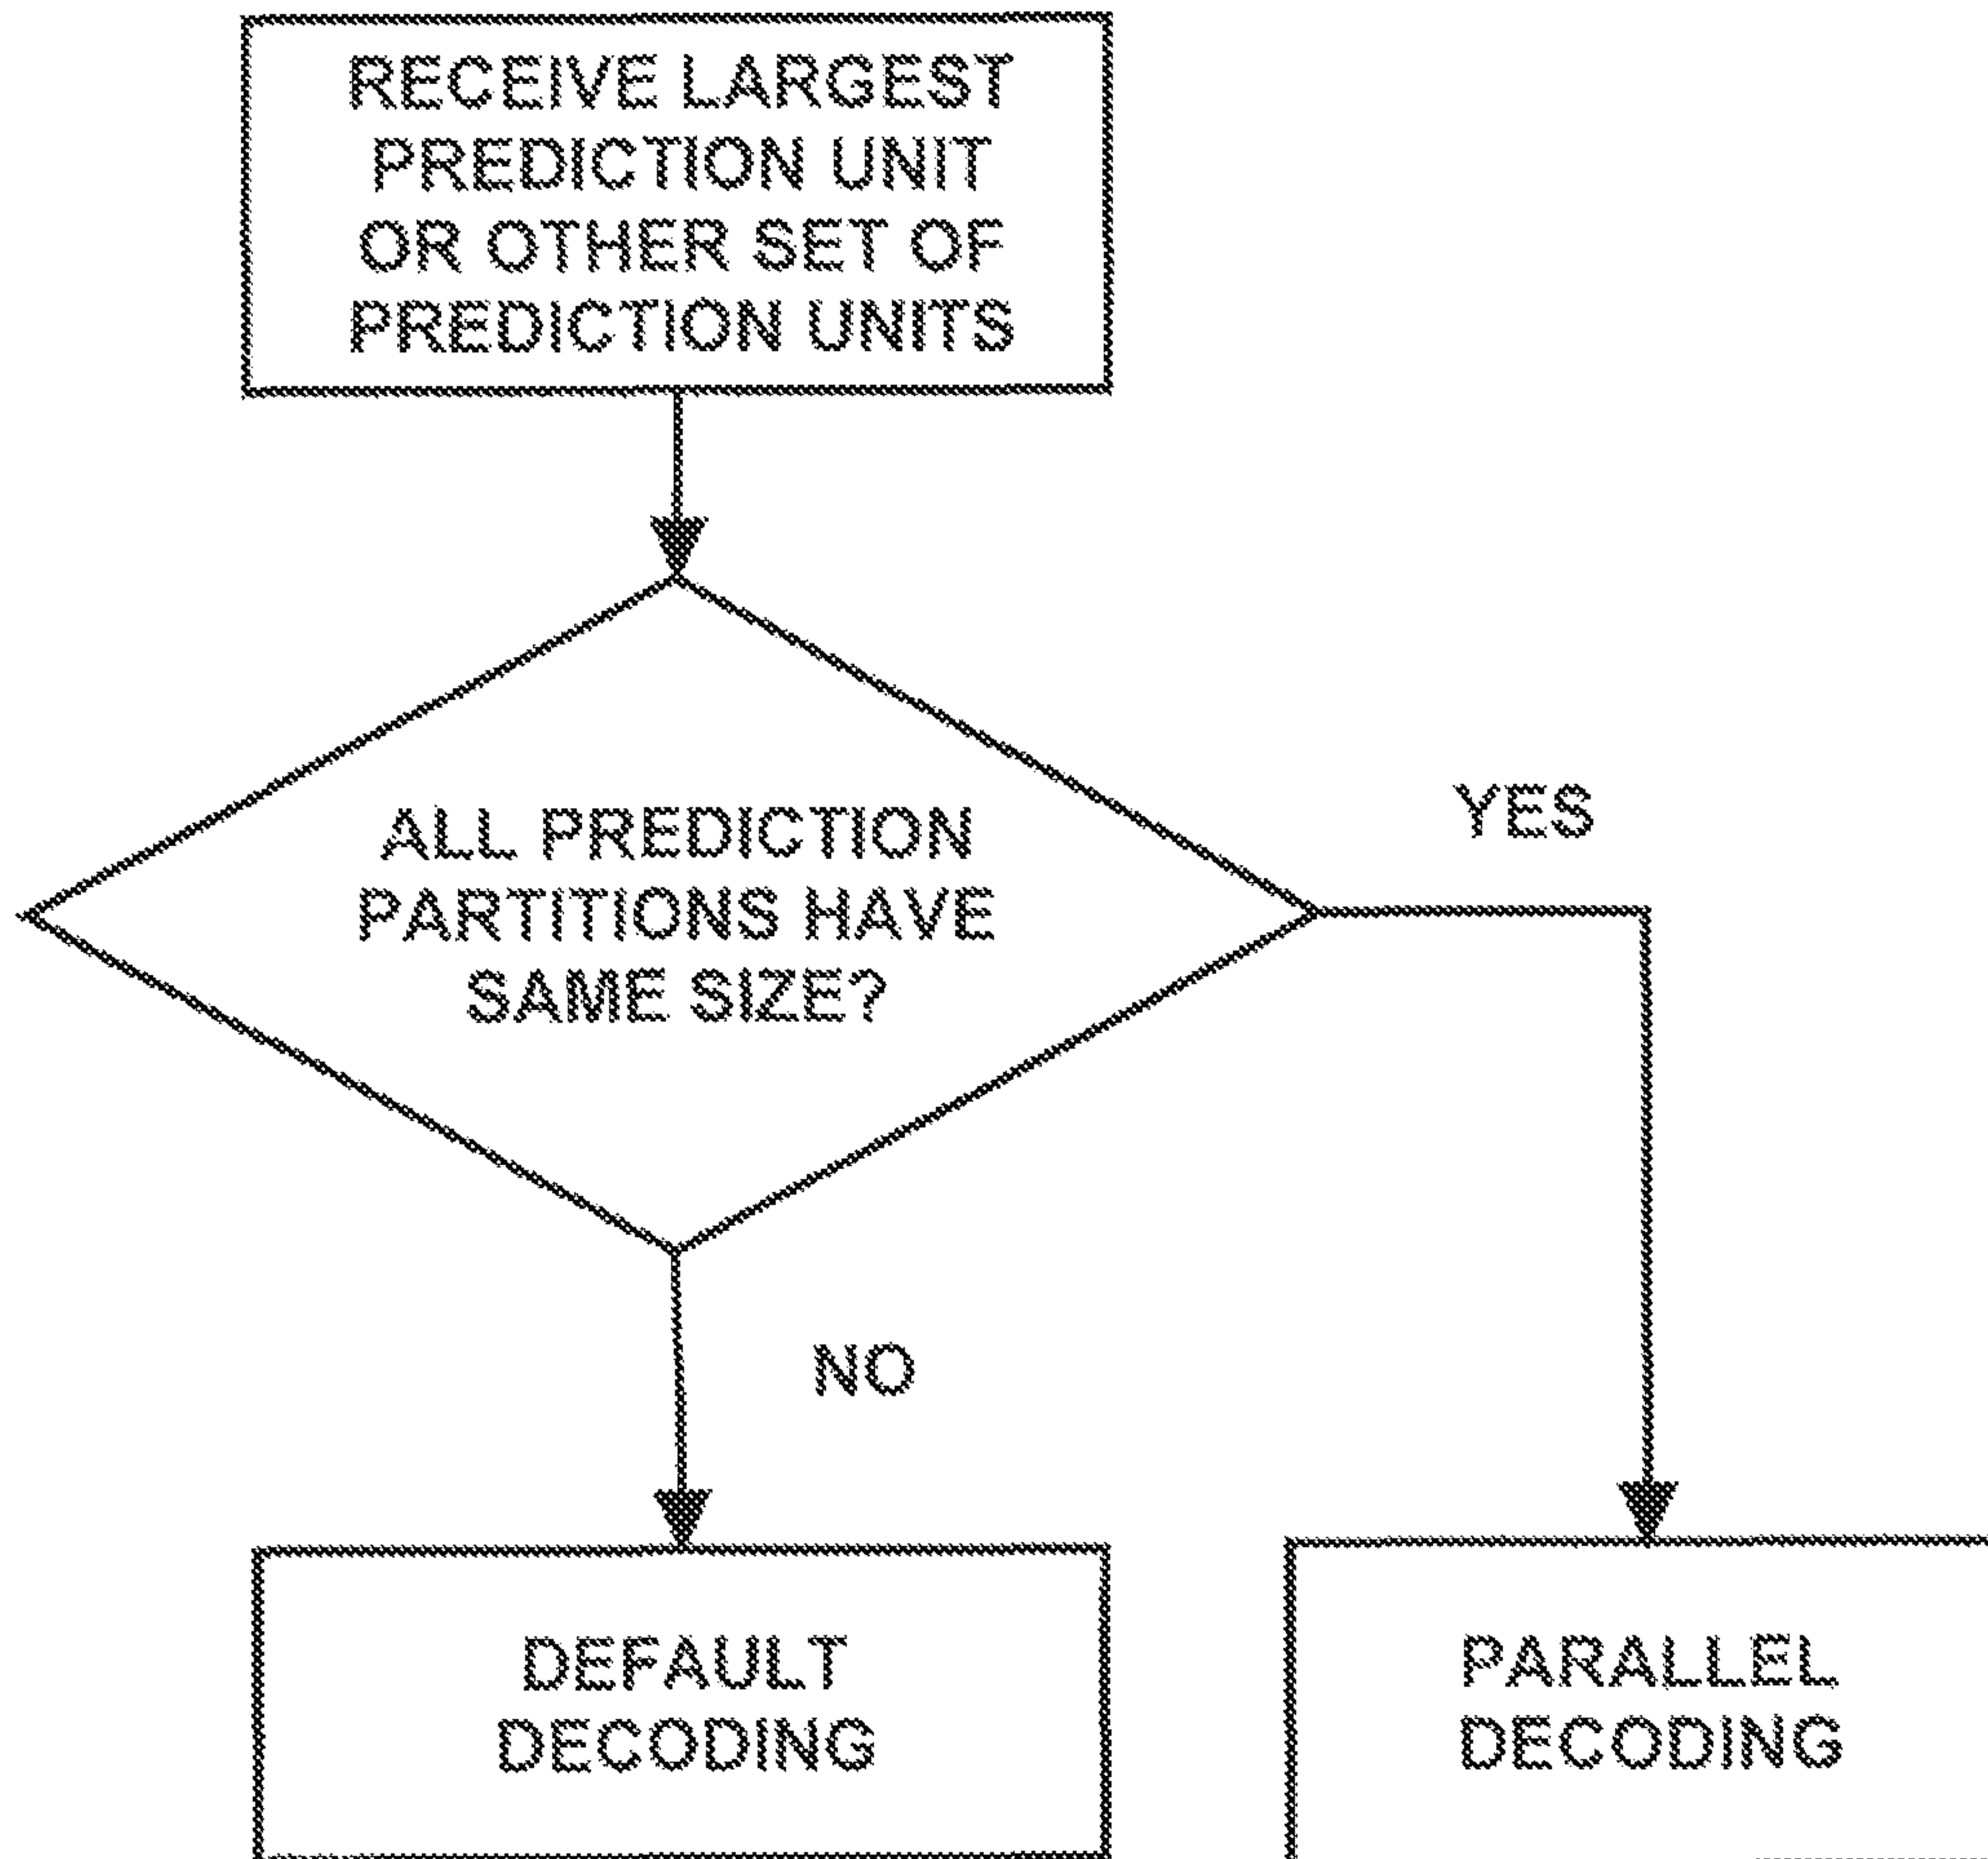 RECEIVE LARGEST
PREDICTION UNIT
OR OTHER SET OF
PREDICTION UNITS
ALL PREDICTION
PARTITIONS HAVE
SAME SIZE?
YES
NO
DEFAULT
DECODING
PARALLEL
DECODING